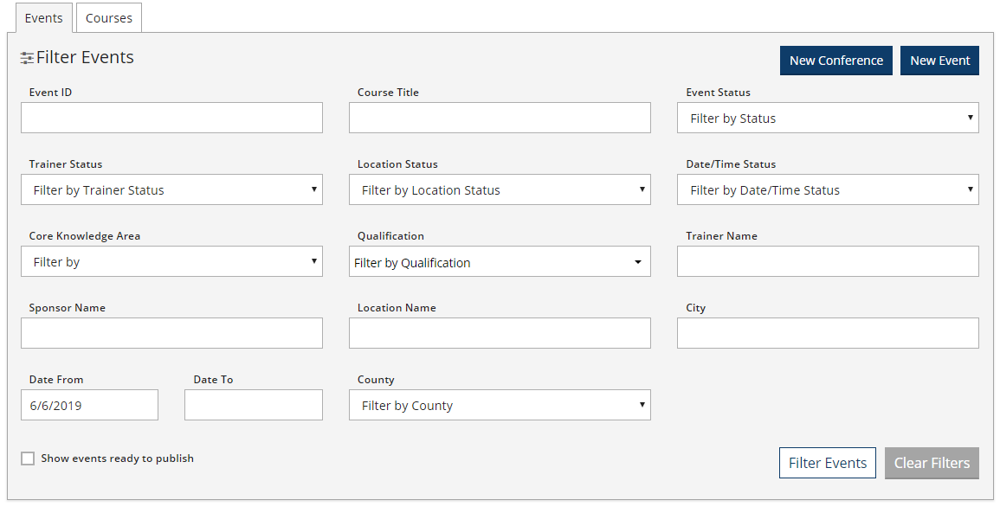 Events Courses
Filter Events New Conference New Event
Event ID Course Title Event Status
Filter by Status
Trainer Status Location Status Date/Time Status
Filter by Trainer Status Filter by Location Status Filter by Date/Time Status
Core Knowledge Area Qualification Trainer Name
Filter by Filter by Qualification
Sponsor Name Location Name City
Date From Date To County
6/6/2019 Filter by County
Show events ready to publish Filter Events Clear Filters